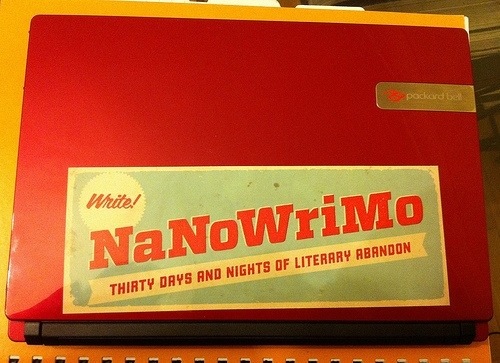 packard bell
Write!
NaNoWriMo
THIRTY DAYS AND NIGHTS OF LITERARY ABANDON